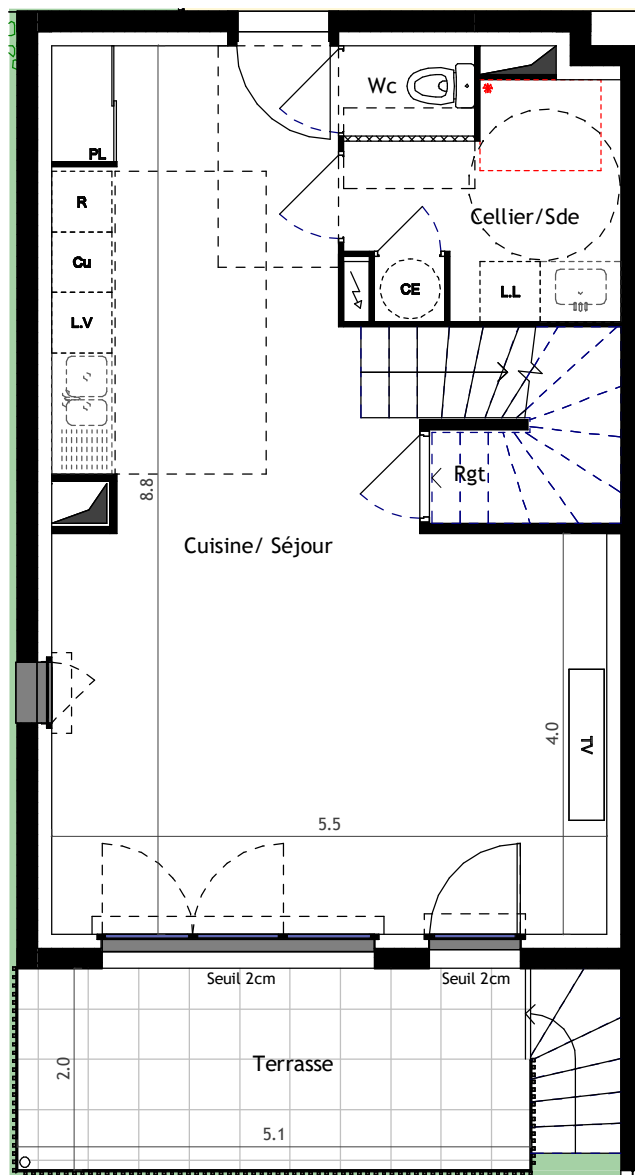 Wc
PL
R
Cellier/Sde
Cu
CE
L.L
L.V
Rgt
8.8
Cuisine/ Séjour
4.0
TV
5.5
Seuil 2cm
Seuil 2cm
Terrasse
2.0
5.1